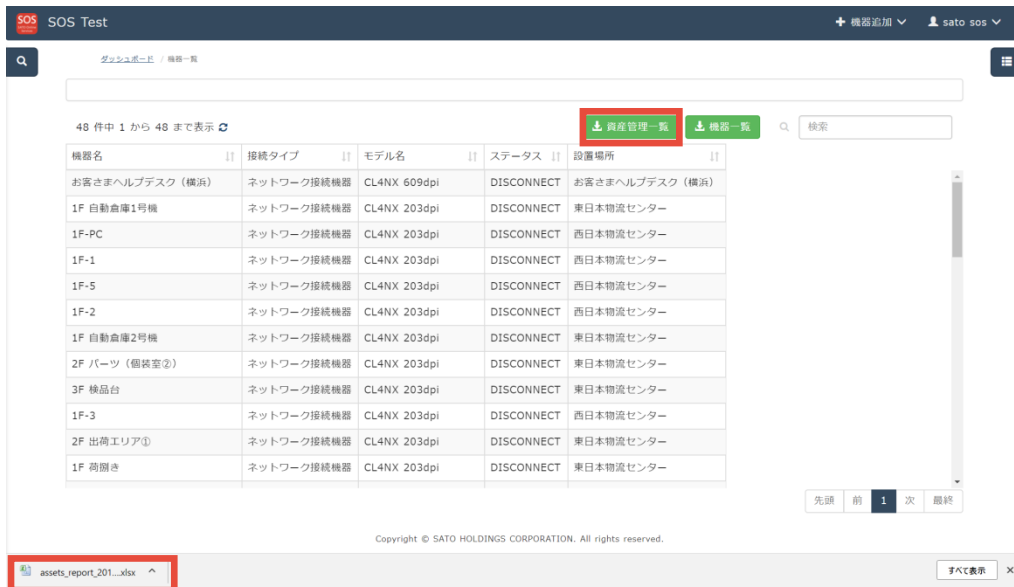 SOS SOS Test 機器追加 sato sos
ダッシュボード / 機器一覧
48 件中 1 から 48 まで表示 資産管理一覧 機器一覧 検索
機器名 接続タイプ モデル名 ステータス 設置場所
お客さまヘルプデスク（横浜） ネットワーク接続機器 CL4NX 609dpi DISCONNECT お客さまヘルプデスク（横浜）
1F 自動倉庫1号機 ネットワーク接続機器 CL4NX 203dpi DISCONNECT 東日本物流センター
1F-PC ネットワーク接続機器 CL4NX 203dpi DISCONNECT 西日本物流センター
1F-1 ネットワーク接続機器 CL4NX 203dpi DISCONNECT 西日本物流センター
1F-5 ネットワーク接続機器 CL4NX 203dpi DISCONNECT 西日本物流センター
1F-2 ネットワーク接続機器 CL4NX 203dpi DISCONNECT 西日本物流センター
1F 自動倉庫2号機 ネットワーク接続機器 CL4NX 203dpi DISCONNECT 東日本物流センター
2F パーツ（個装室②） ネットワーク接続機器 CL4NX 203dpi DISCONNECT 東日本物流センター
3F 検品台 ネットワーク接続機器 CL4NX 203dpi DISCONNECT 東日本物流センター
1F-3 ネットワーク接続機器 CL4NX 203dpi DISCONNECT 西日本物流センター
2F 出荷エリア① ネットワーク接続機器 CL4NX 203dpi DISCONNECT 東日本物流センター
1F 荷捌き ネットワーク接続機器 CL4NX 203dpi DISCONNECT 東日本物流センター
先頭 前 1 次 最終
Copyright © SATO HOLDINGS CORPORATION. All rights reserved.
assets_report_201....xlsx すべて表示